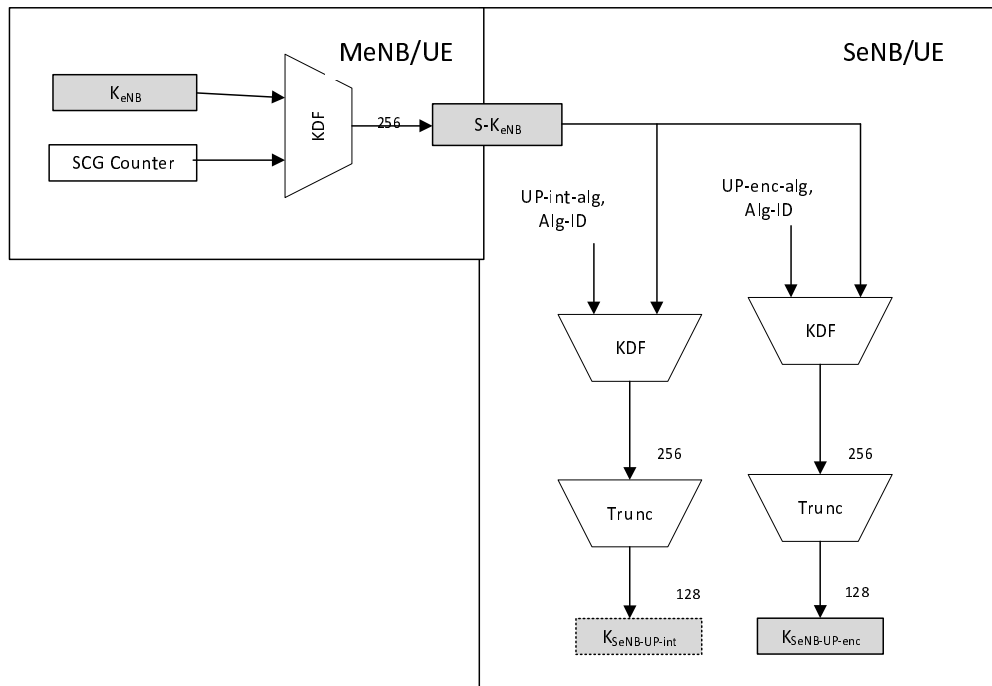 MeNB/UE
SeNB/UE
KeNB
KDF
256
S-KeNB
SCG Counter
UP-int-alg,
Alg-ID
UP-enc-alg,
Alg-ID
KDF
KDF
256
256
Trunc
Trunc
128
128
KSeNB-UP-int
KSeNB-UP-enc